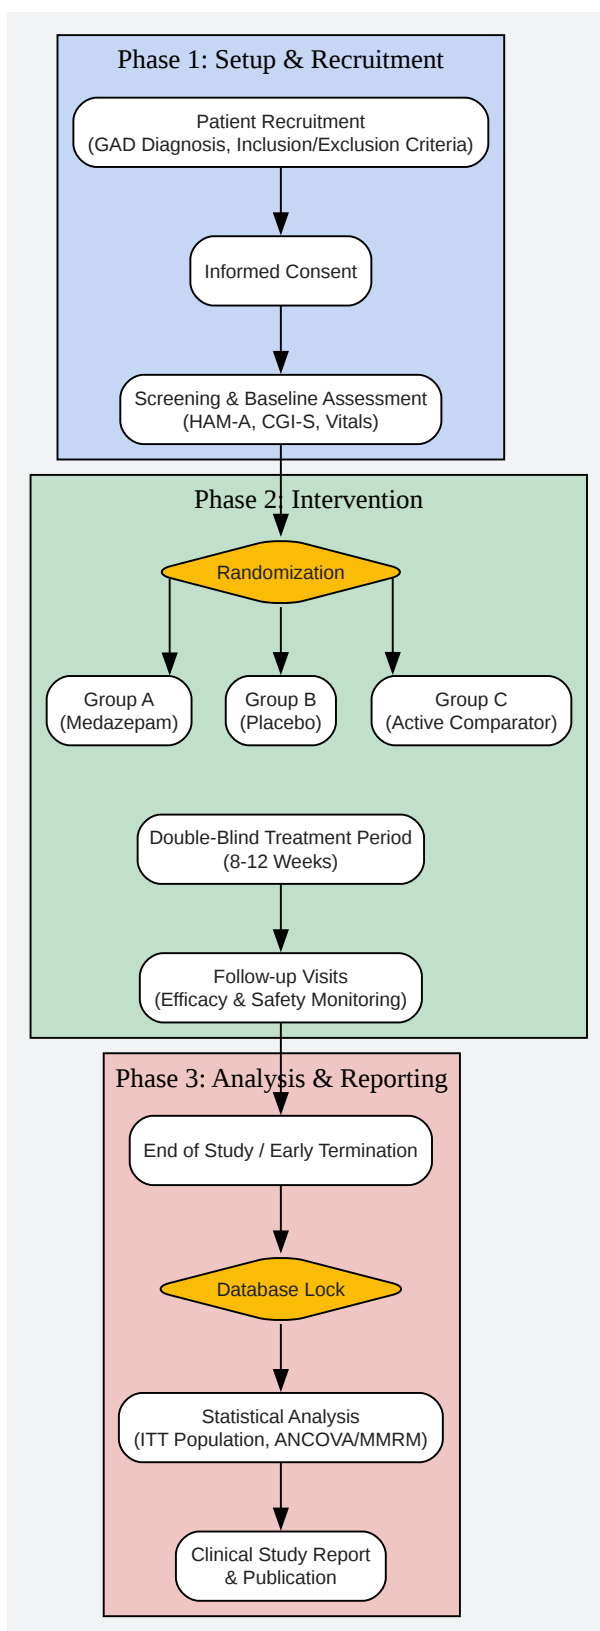 Phase 1: Setup & Recruitment
Patient Recruitment
(GAD Diagnosis, Inclusion/Exclusion Criteria)
Informed Consent
Screening & Baseline Assessment
(HAM-A, CGI-S, Vitals)
Phase 2: Intervention
Randomization
Group A
(Medazepam)
Group B
(Placebo)
Group C
(Active Comparator)
Double-Blind Treatment Period
(8-12 Weeks)
Follow-up Visits
(Efficacy & Safety Monitoring)
Phase 3: Analysis & Reporting
End of Study / Early Termination
Database Lock
Statistical Analysis
(ITT Population, ANCOVA/MMRM)
Clinical Study Report
& Publication